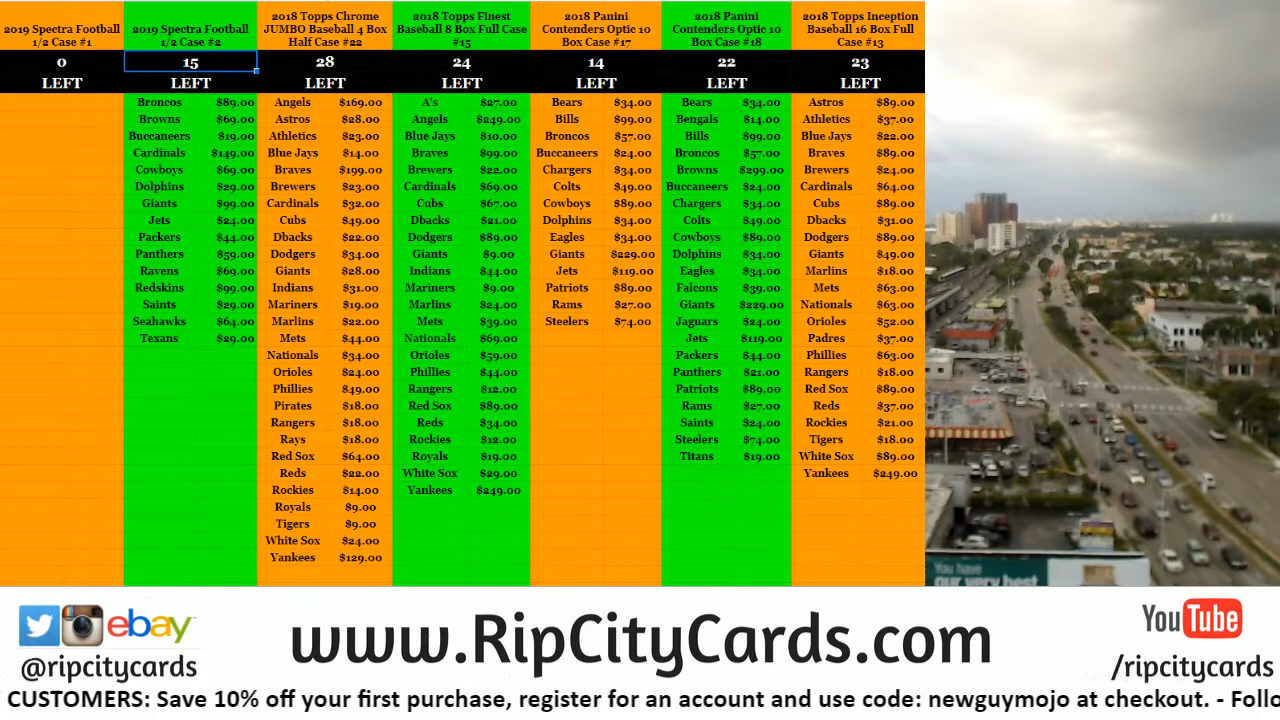 2019 Spectra Football
1/2 Case #1
0
LEFT
2019 Spectra Football
1/2 Case #2
15
LEFT
Broncos $89.00
Browns $69.00
Buccaneers $19.00
Cardinals $149.00
Cowboys $69.00
Dolphins $29.00
Giants $99.00
Jets $24.00
Packers $44.00
Panthers $59.00
Ravens $69.00
Redskins $99.00
Saints $29.00
Seahawks $64.00
Texans $29.00
2018 Topps Chrome
JUMBO Baseball 4 Box
Half Case #22
28
LEFT
Angels $169.00
Astros $28.00
Athletics $23.00
Blue Jays $14.00
Braves $199.00
Brewers $23.00
Cardinals $32.00
Cubs $49.00
Dbacks $22.00
Dodgers $34.00
Giants $28.00
Indians $31.00
Mariners $19.00
Marlins $22.00
Mets $44.00
Nationals $34.00
Orioles $24.00
Phillies $49.00
Pirates $18.00
Rangers $18.00
Rays $18.00
Red Sox $64.00
Reds $22.00
Rockies $14.00
Royals $9.00
Tigers $9.00
White Sox $24.00
Yankees $129.00
2018 Topps Finest
Baseball 8 Box Full Case
#15
24
LEFT
A's $27.00
Angels $249.00
Blue Jays $10.00
Braves $99.00
Brewers $22.00
Cardinals $69.00
Cubs $67.00
Dbacks $21.00
Dodgers $89.00
Giants $9.00
Indians $44.00
Mariners $9.00
Marlins $24.00
Mets $39.00
Nationals $69.00
Orioles $59.00
Phillies $44.00
Rangers $12.00
Red Sox $89.00
Reds $34.00
Rockies $12.00
Royals $19.00
White Sox $29.00
Yankees $249.00
2018 Panini
Contenders Optic 10
Box Case #17
14
LEFT
Bears $34.00
Bills $99.00
Broncos $57.00
Buccaneers $24.00
Chargers $34.00
Colts $49.00
Cowboys $89.00
Dolphins $34.00
Eagles $34.00
Giants $229.00
Jets $119.00
Patriots $89.00
Rams $27.00
Steelers $74.00
2018 Panini
Contenders Optic 10
Box Case #18
22
LEFT
Bears $34.00
Bengals $14.00
Bills $99.00
Broncos $57.00
Browns $299.00
Buccaneers $24.00
Chargers $34.00
Colts $49.00
Cowboys $89.00
Dolphins $34.00
Eagles $34.00
Falcons $39.00
Giants $229.00
Jaguars $24.00
Jets $119.00
Packers $44.00
Panthers $21.00
Patriots $89.00
Rams $27.00
Saints $24.00
Steelers $74.00
Titans $19.00
2018 Topps Inception
Baseball 16 Box Full
Case #13
23
LEFT
Astros $89.00
Athletics $37.00
Blue Jays $22.00
Braves $89.00
Brewers $24.00
Cardinals $64.00
Cubs $89.00
Dbacks $31.00
Dodgers $89.00
Giants $49.00
Marlins $18.00
Mets $63.00
Nationals $63.00
Orioles $52.00
Padres $37.00
Phillies $63.00
Rangers $18.00
Red Sox $89.00
Reds $37.00
Rockies $21.00
Tigers $18.00
White Sox $89.00
Yankees $249.00
You have
our very best
ebay
@ripcitycards
www.RipCityCards.com
YouTube
/ripcitycards
CUSTOMERS: Save 10% off your first purchase, register for an account and use code: newguymojo at checkout. - Follo